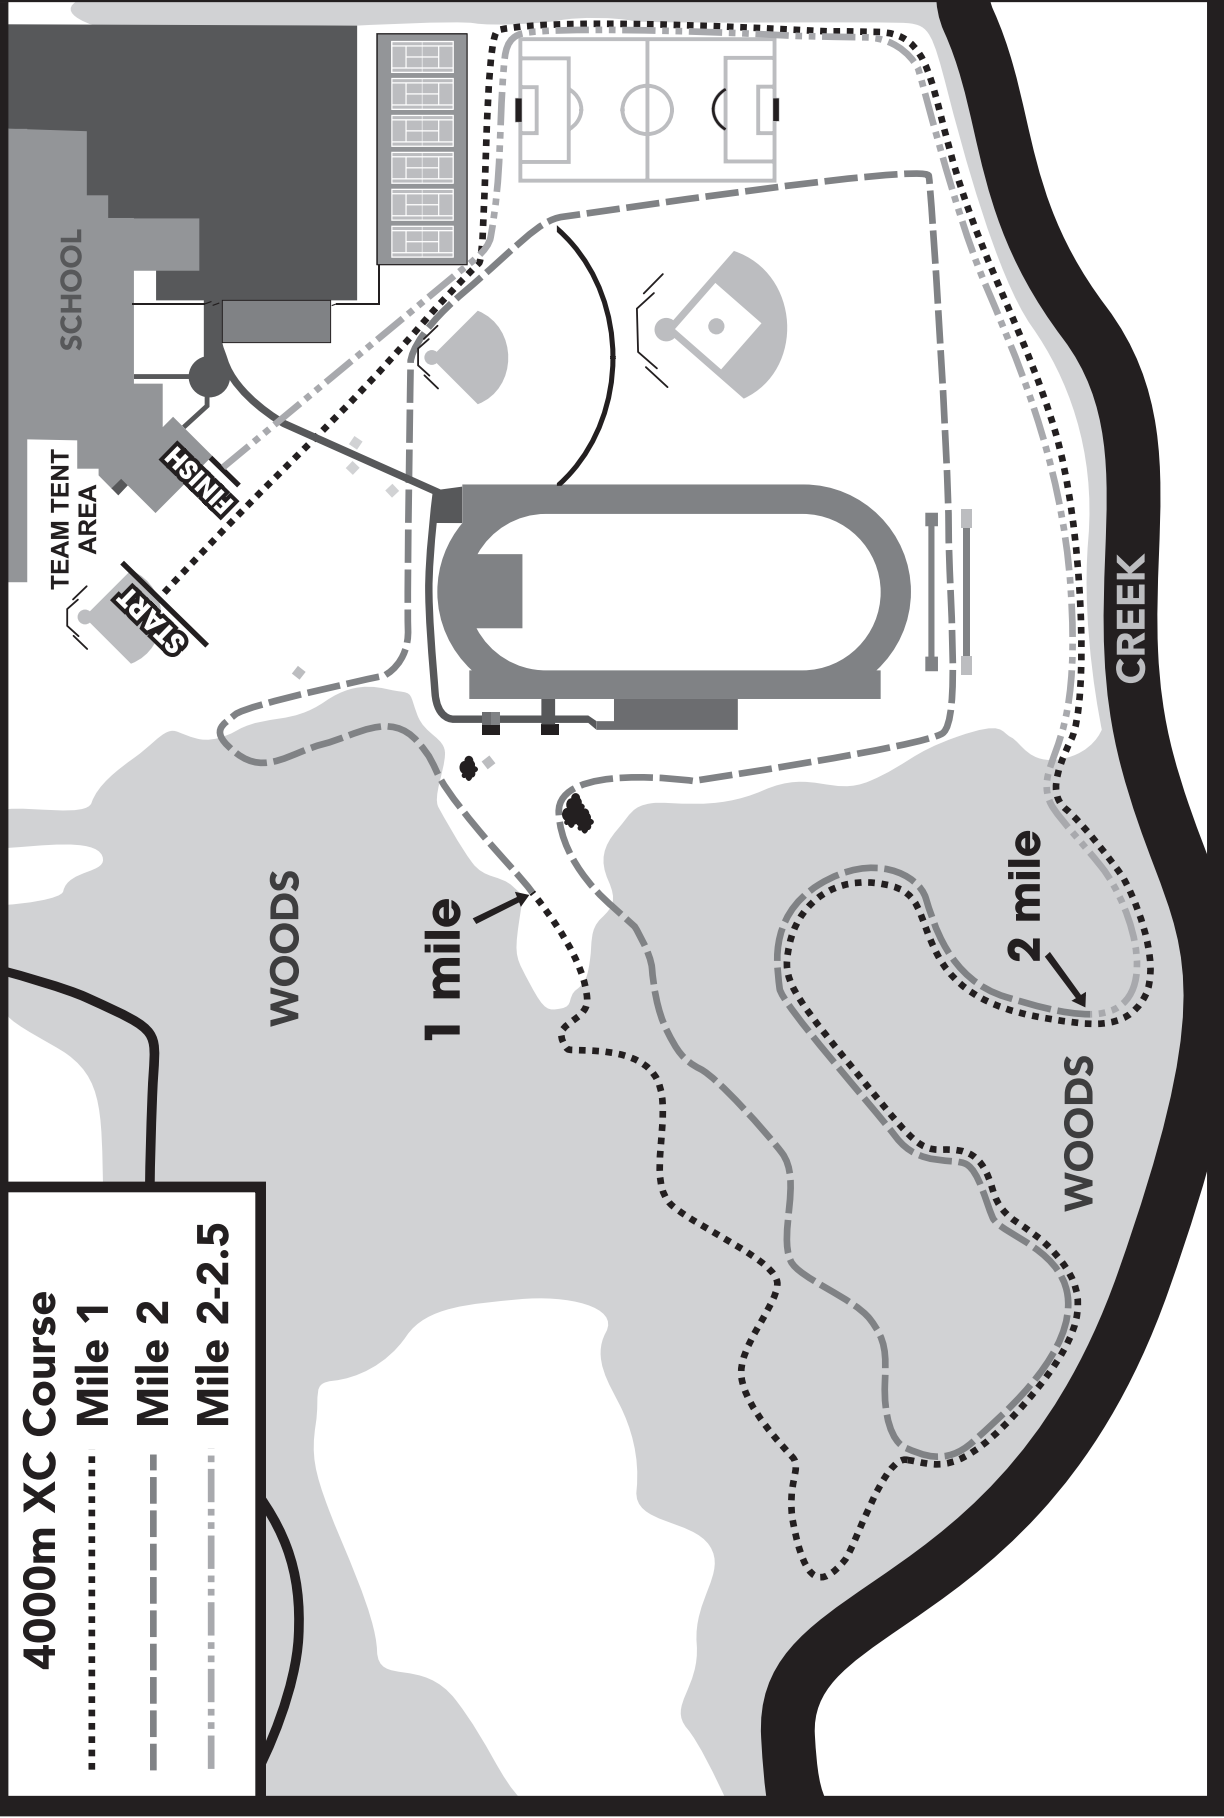 4000m XC Course
Mile 1
Mile 2
Mile 2-2.5
SCHOOL
TEAM TENT
AREA
FINISH
START
WOODS
1 mile
2 mile
WOODS
CREEK